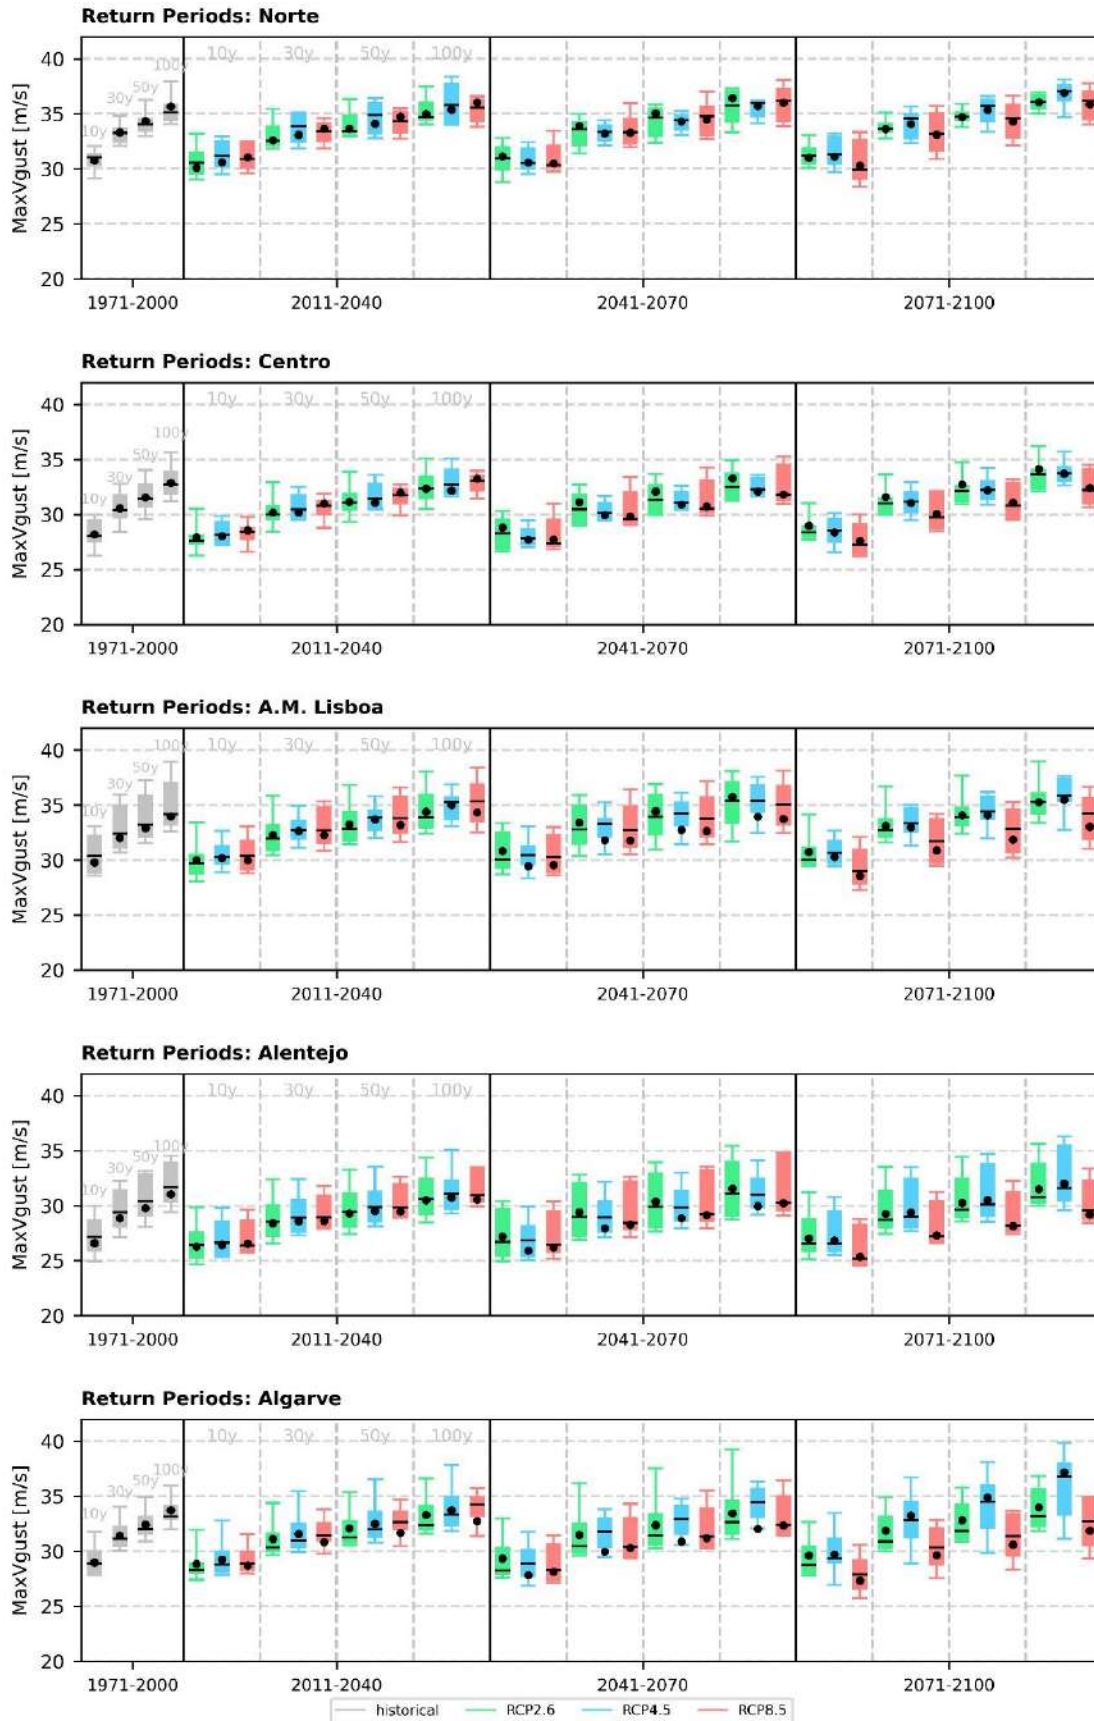 Return Periods: Norte
MaxVgust [m/s]
40
35
30
25
20
10y
30y
50y
100y
10y
30y
50y
100y
1971-2000
2011-2040
2041-2070
2071-2100
Return Periods: Centro
MaxVgust [m/s]
40
35
30
25
20
10y
30y
50y
100y
10y
30y
50y
100y
1971-2000
2011-2040
2041-2070
2071-2100
Return Periods: A.M. Lisboa
MaxVgust [m/s]
40
35
30
25
20
10y
30y
50y
100y
10y
30y
50y
100y
1971-2000
2011-2040
2041-2070
2071-2100
Return Periods: Alentejo
MaxVgust [m/s]
40
35
30
25
20
10y
30y
50y
100y
10y
30y
50y
100y
1971-2000
2011-2040
2041-2070
2071-2100
Return Periods: Algarve
MaxVgust [m/s]
40
35
30
25
20
10y
30y
50y
100y
10y
30y
50y
100y
1971-2000
2011-2040
2041-2070
2071-2100
historical
RCP2.6
RCP4.5
RCP8.5